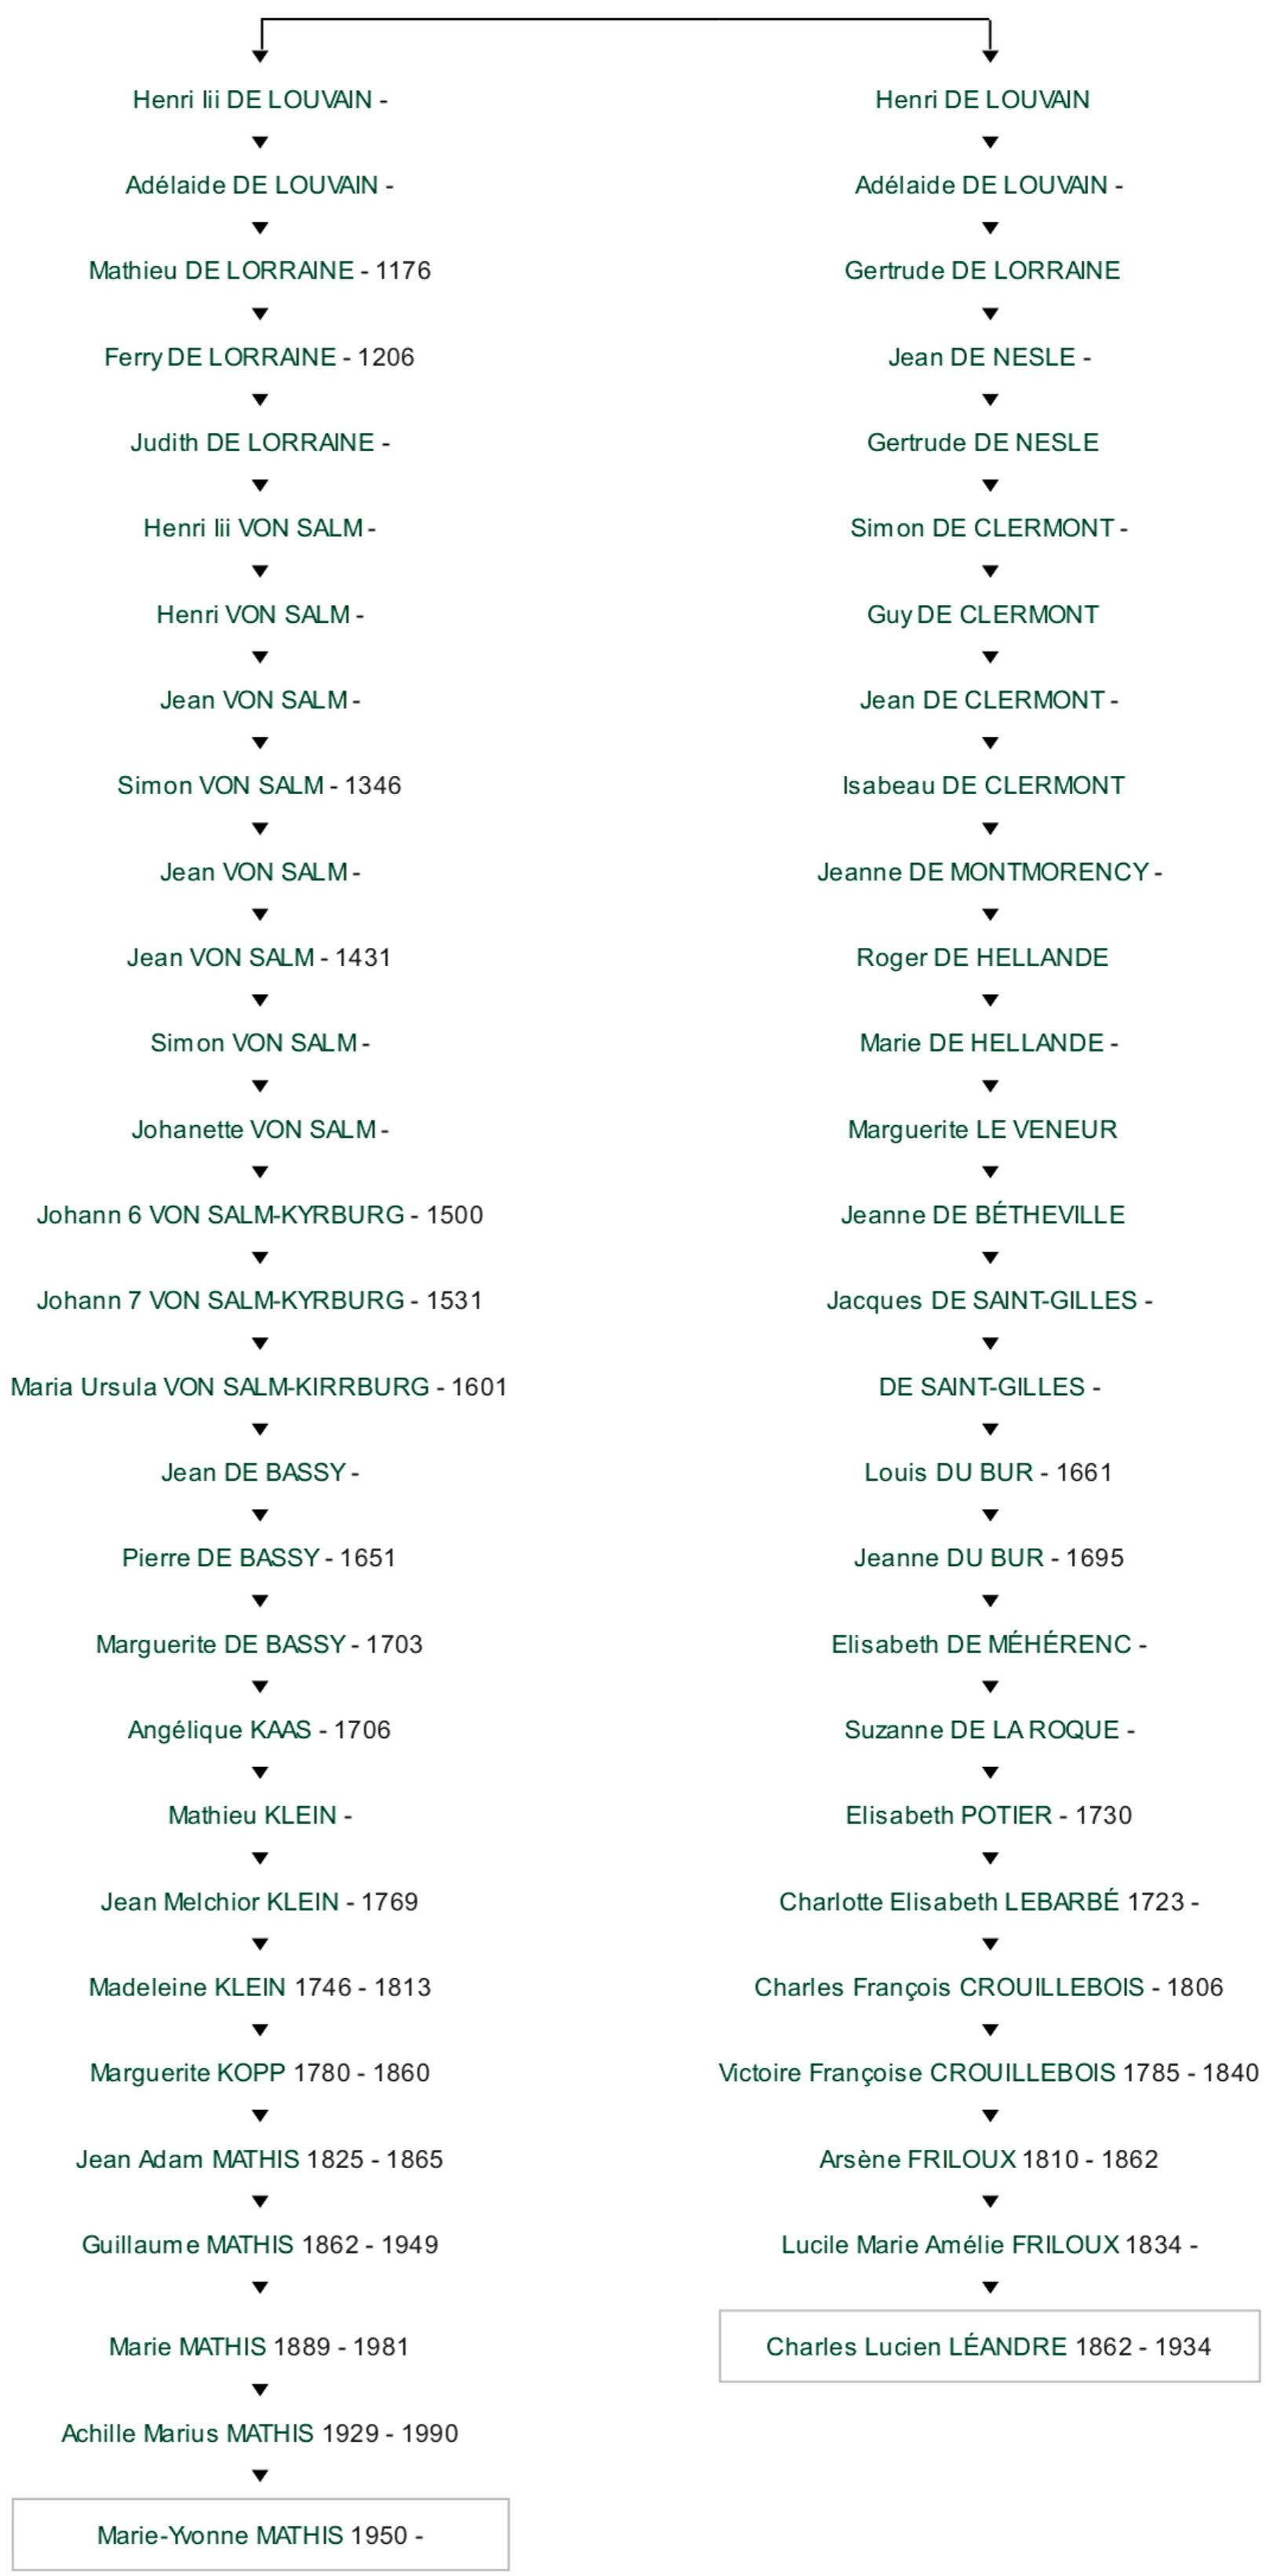 Henri Iii DE LOUVAIN -
Adélaide DE LOUVAIN -
Mathieu DE LORRAINE - 1176
Ferry DE LORRAINE - 1206
Judith DE LORRAINE -
Henri Iii VON SALM -
Henri VON SALM -
Jean VON SALM -
Simon VON SALM - 1346
Jean VON SALM -
Jean VON SALM - 1431
Simon VON SALM -
Johanette VON SALM -
Johann 6 VON SALM-KYRBURG - 1500
Johann 7 VON SALM-KYRBURG - 1531
Maria Ursula VON SALM-KIRRBURG - 1601
Jean DE BASSY -
Pierre DE BASSY - 1651
Marguerite DE BASSY - 1703
Angélique KAAS - 1706
Mathieu KLEIN -
Jean Melchior KLEIN - 1769
Madeleine KLEIN 1746 - 1813
Marguerite KOPP 1780 - 1860
Jean Adam MATHIS 1825 - 1865
Guillaume MATHIS 1862 - 1949
Marie MATHIS 1889 - 1981
Achille Marius MATHIS 1929 - 1990
Marie-Yvonne MATHIS 1950 -
Henri DE LOUVAIN
Adélaide DE LOUVAIN -
Gertrude DE LORRAINE
Jean DE NESLE -
Gertrude DE NESLE
Simon DE CLERMONT -
Guy DE CLERMONT
Jean DE CLERMONT -
Isabeau DE CLERMONT
Jeanne DE MONTMORENCY -
Roger DE HELLANDE
Marie DE HELLANDE -
Marguerite LE VENEUR
Jeanne DE BÉTHEVILLE
Jacques DE SAINT-GILLES -
DE SAINT-GILLES -
Louis DU BUR - 1661
Jeanne DU BUR - 1695
Elisabeth DE MÉHÉRENC -
Suzanne DE LA ROQUE -
Elisabeth POTIER - 1730
Charlotte Elisabeth LEBARBÉ 1723 -
Charles François CROUILLEBOIS - 1806
Victoire Françoise CROUILLEBOIS 1785 - 1840
Arsène FRILOUX 1810 - 1862
Lucile Marie Amélie FRILOUX 1834 -
Charles Lucien LÉANDRE 1862 - 1934